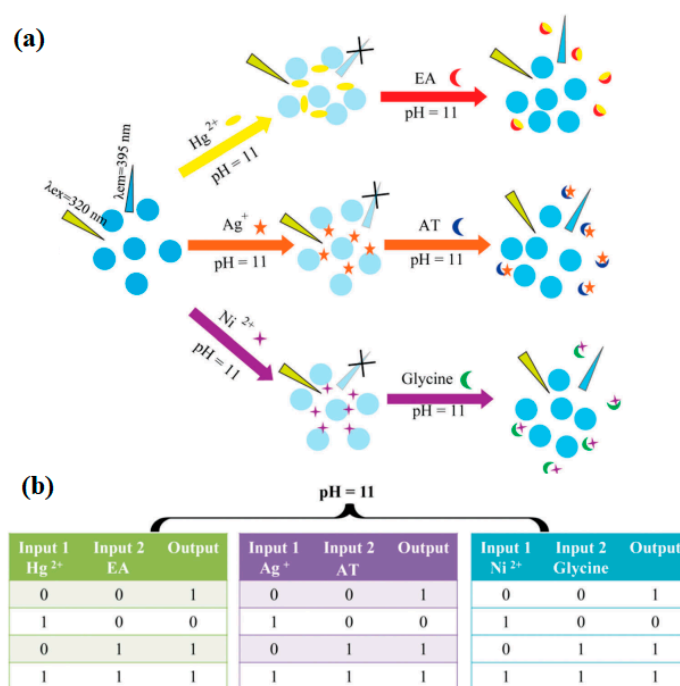 (a)
EA
pH = 11
Hg 2+
pH = 11
λem=395 nm
λex=320 nm
Ag+
pH = 11
AT
pH = 11
Ni 2+
pH = 11
Glycine
pH = 11
(b)
pH = 11
Input 1 Input 2 Output Input 1 Input 2 Output Input 1 Input 2 Output
Hg 2+ EA Ag + AT Ni 2+ Glycine
0 0 1 0 0 1 0 0 1
1 0 0 1 0 0 1 0 0
0 1 1 0 1 1 0 1 1
1 1 1 1 1 1 1 1 1